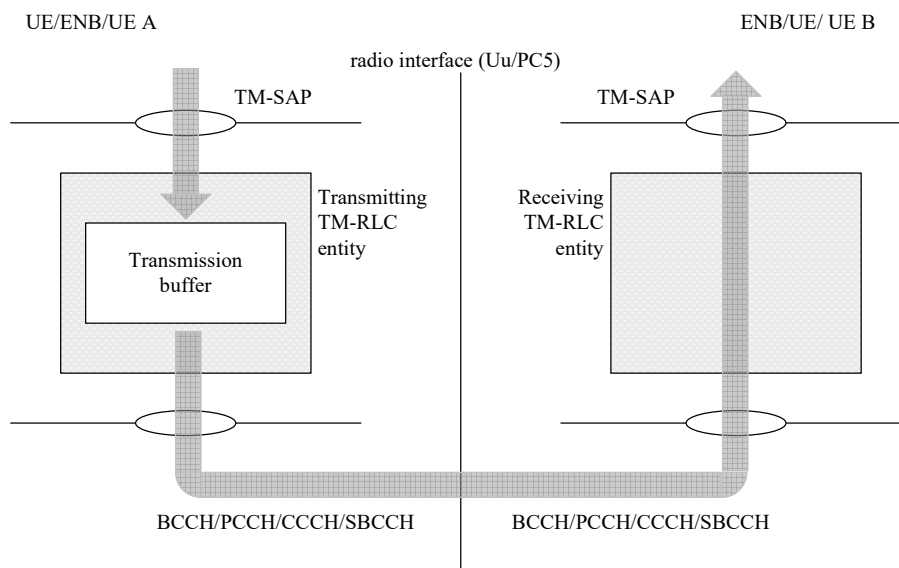 UE/ENB/UE A
ENB/UE/ UE B
radio interface (Uu/PC5)
TM-SAP
TM-SAP
Transmitting
TM-RLC
entity
Receiving
TM-RLC
entity
Transmission
buffer
BCCH/PCCH/CCCH/SBCCH
BCCH/PCCH/CCCH/SBCCH